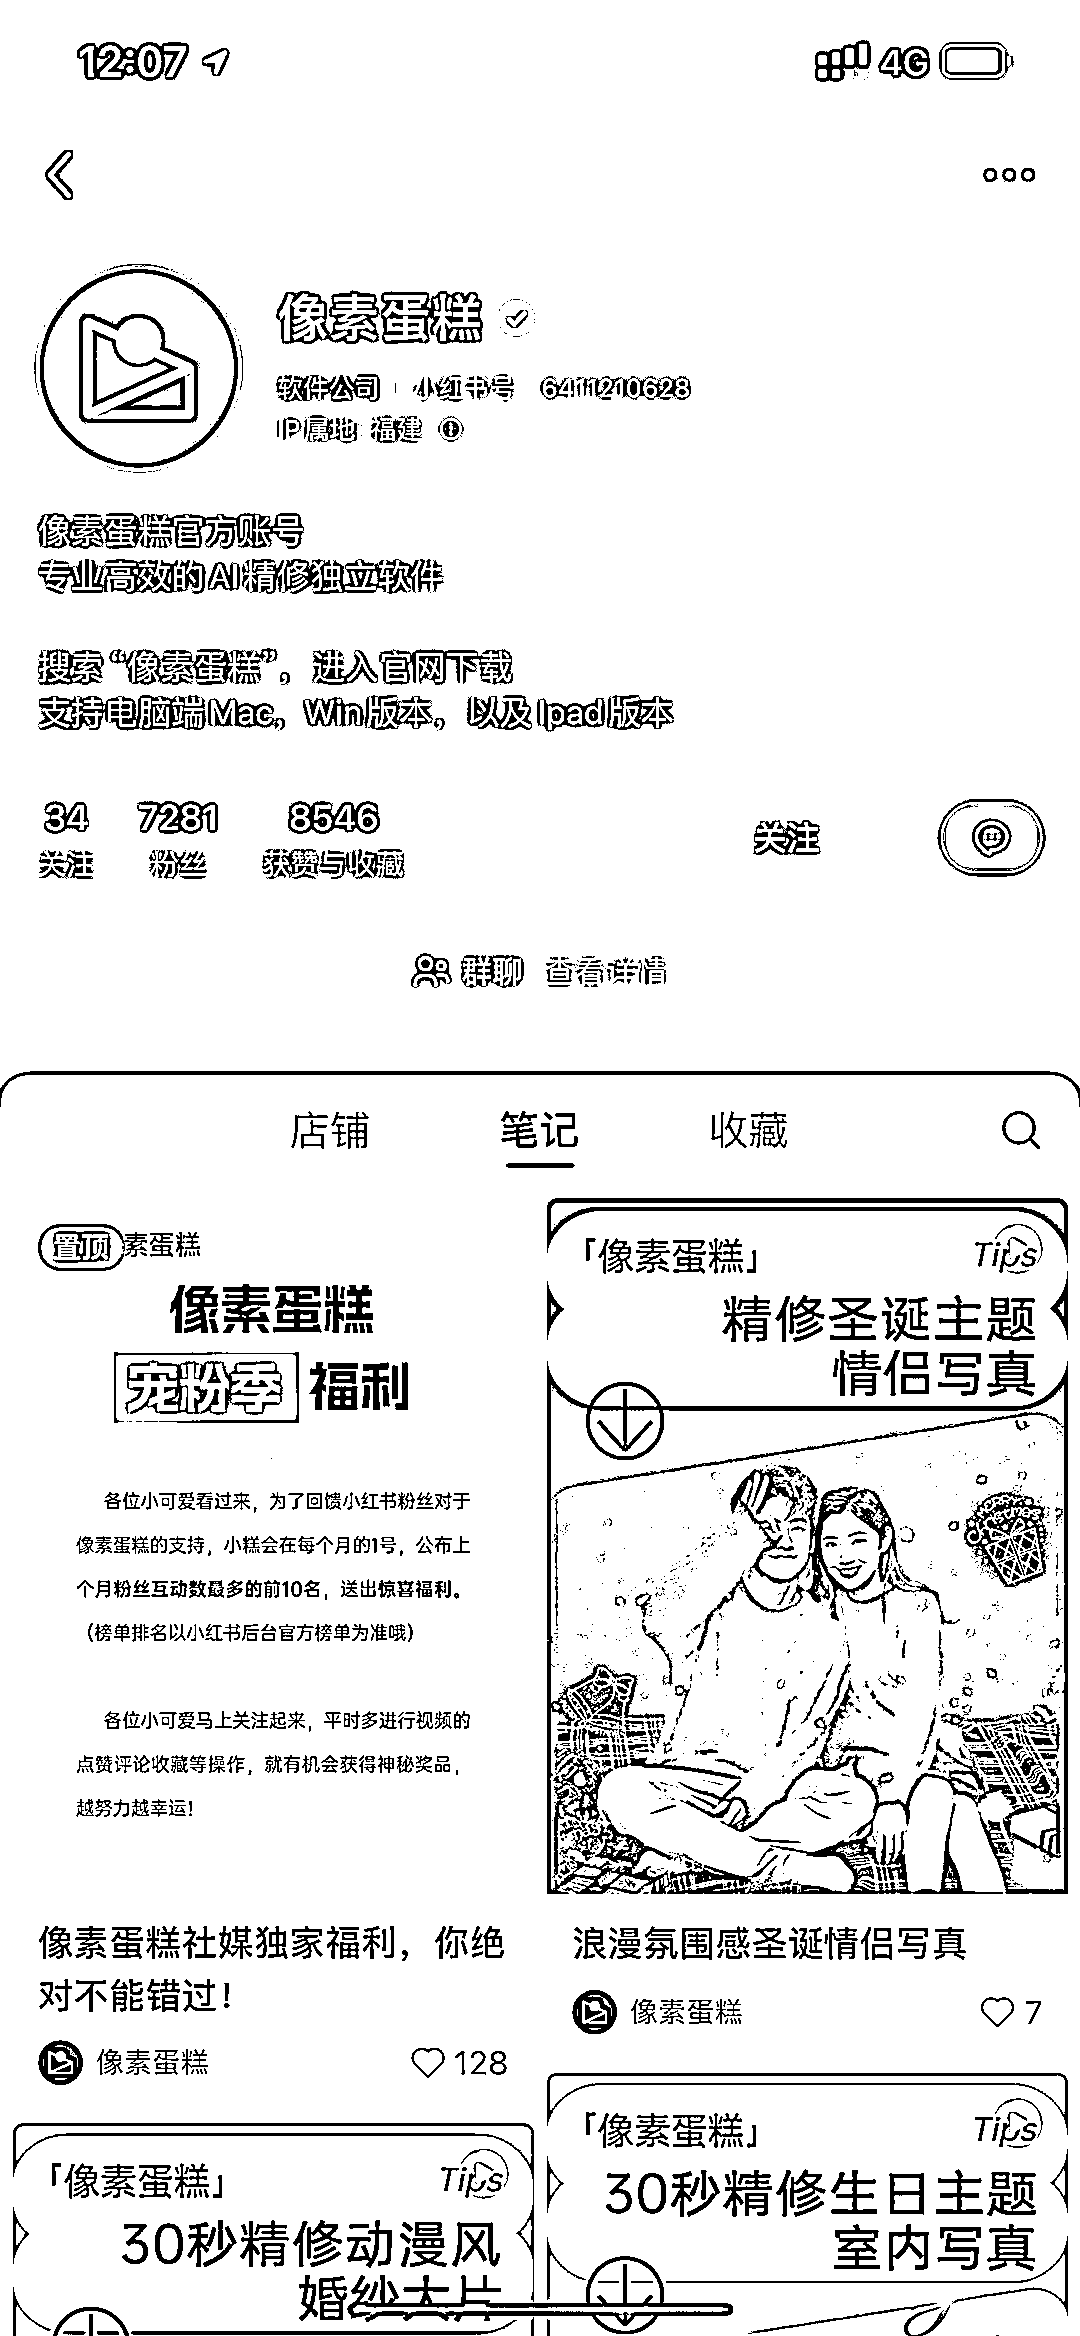 12:07
4G
像素蛋糕
软件公司 小红书号 6411210628
IP属地 福建
像素蛋糕官方账号
专业高效的AI精修独立软件
搜索“像素蛋糕”，进入官网下载
支持电脑端Mac，Win版本，以及Ipad版本
34 7281 8546
关注 粉丝 获赞与收藏
关注
群聊 查看详情
店铺 笔记 收藏
置顶 素蛋糕
像素蛋糕
宠粉季 福利
各位小可爱看过来，为了回馈小红书粉丝对于
像素蛋糕的支持，小糕会在每个月的1号，公布上
个月粉丝互动数最多的前10名，送出惊喜福利。
（榜单排名以小红书后台官方榜单为准哦）
各位小可爱马上关注起来，平时多进行视频的
点赞评论收藏等操作，就有机会获得神秘奖品，
越努力越幸运！
像素蛋糕社媒独家福利，你绝
对不能错过！
像素蛋糕 128
「像素蛋糕」 Tips
精修圣诞主题
情侣写真
浪漫氛围感圣诞情侣写真
像素蛋糕 7
「像素蛋糕」 Tips
30秒精修动漫风
婚纱大片
「像素蛋糕」 Tips
30秒精修生日主题
室内写真